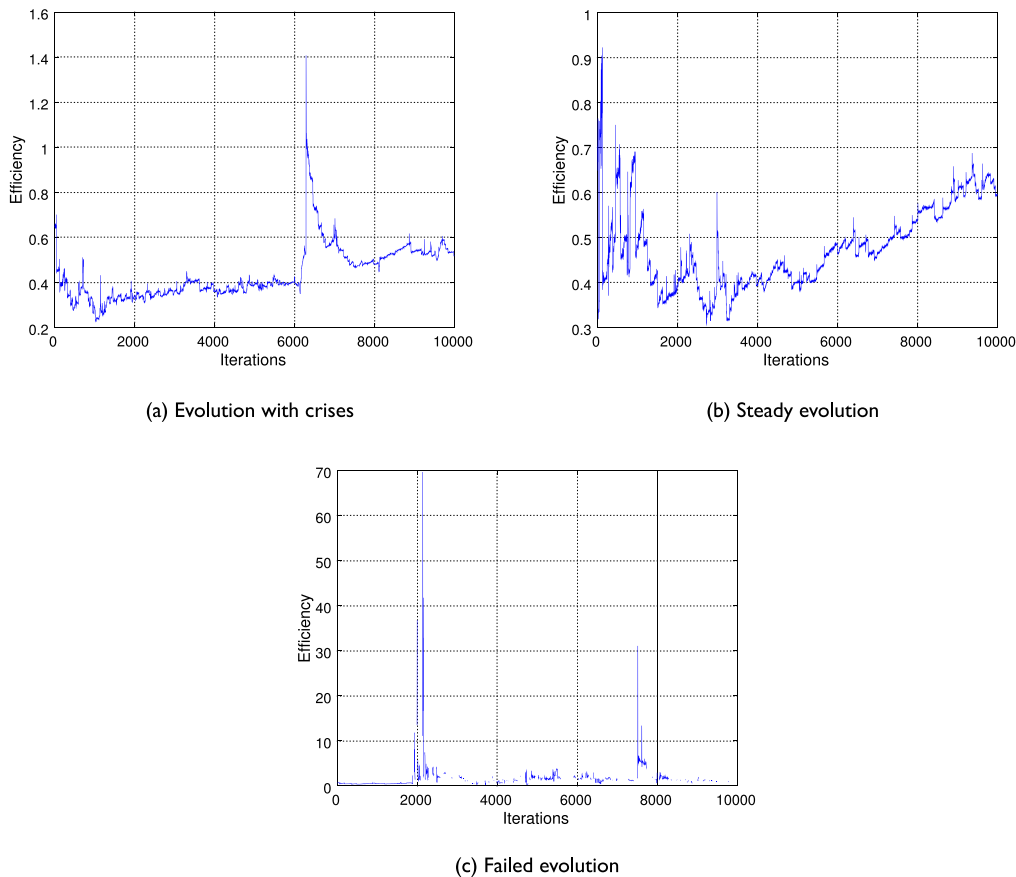 1.6
1.4
1.2
1
0.8
0.6
0.4
0.2
Efficiency
0 2000 4000 6000 8000 10000
Iterations
(a) Evolution with crises
1
0.9
0.8
0.7
0.6
0.5
0.4
0.3
Efficiency
0 2000 4000 6000 8000 10000
Iterations
(b) Steady evolution
70
60
50
40
30
20
10
0
Efficiency
0 2000 4000 6000 8000 10000
Iterations
(c) Failed evolution